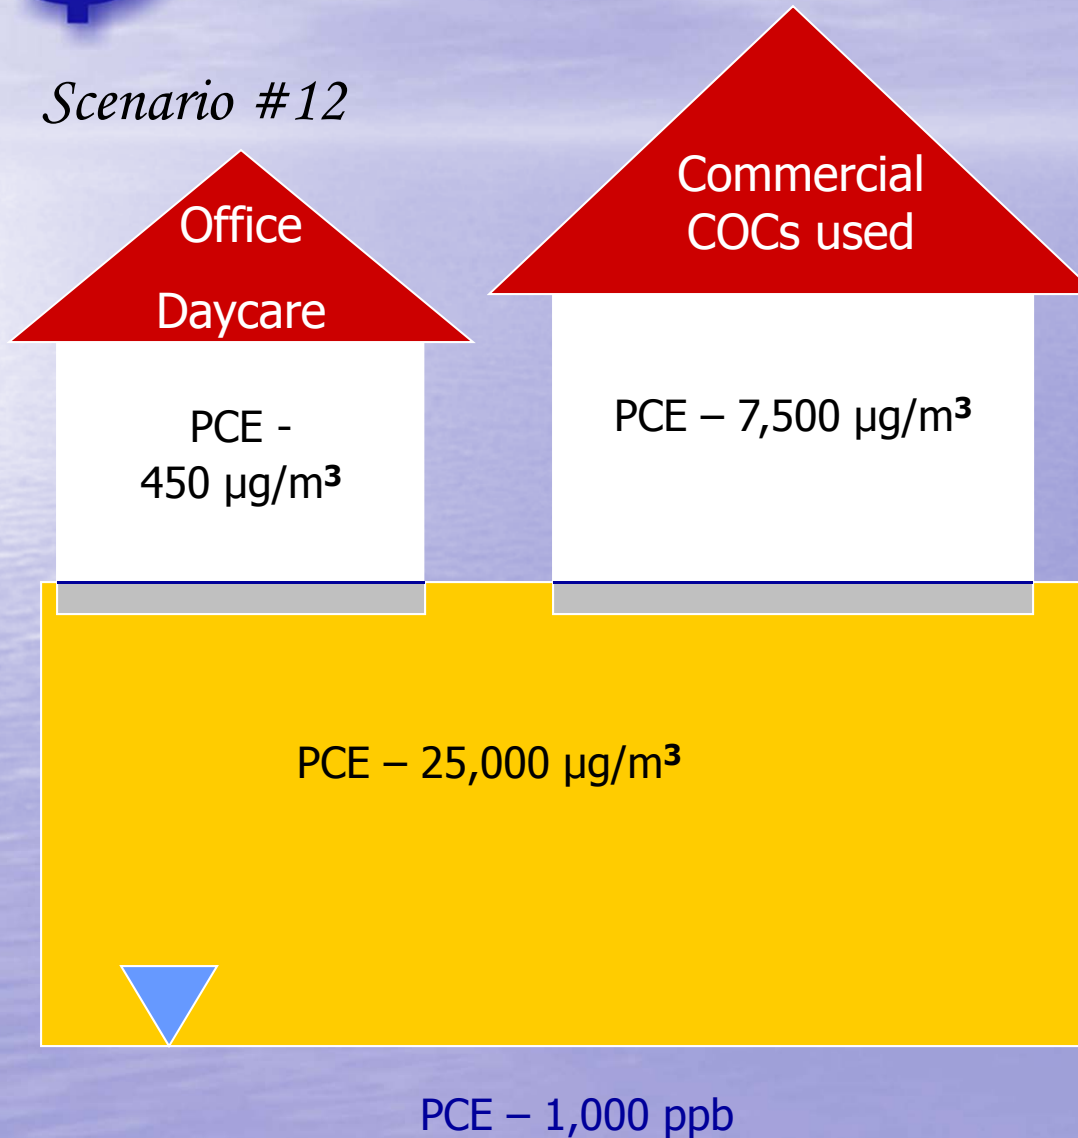 Scenario #12
Office
Daycare
Commercial
COCs used
PCE -
450 µg/m³
PCE – 7,500 µg/m³
PCE – 25,000 µg/m³
PCE – 1,000 ppb